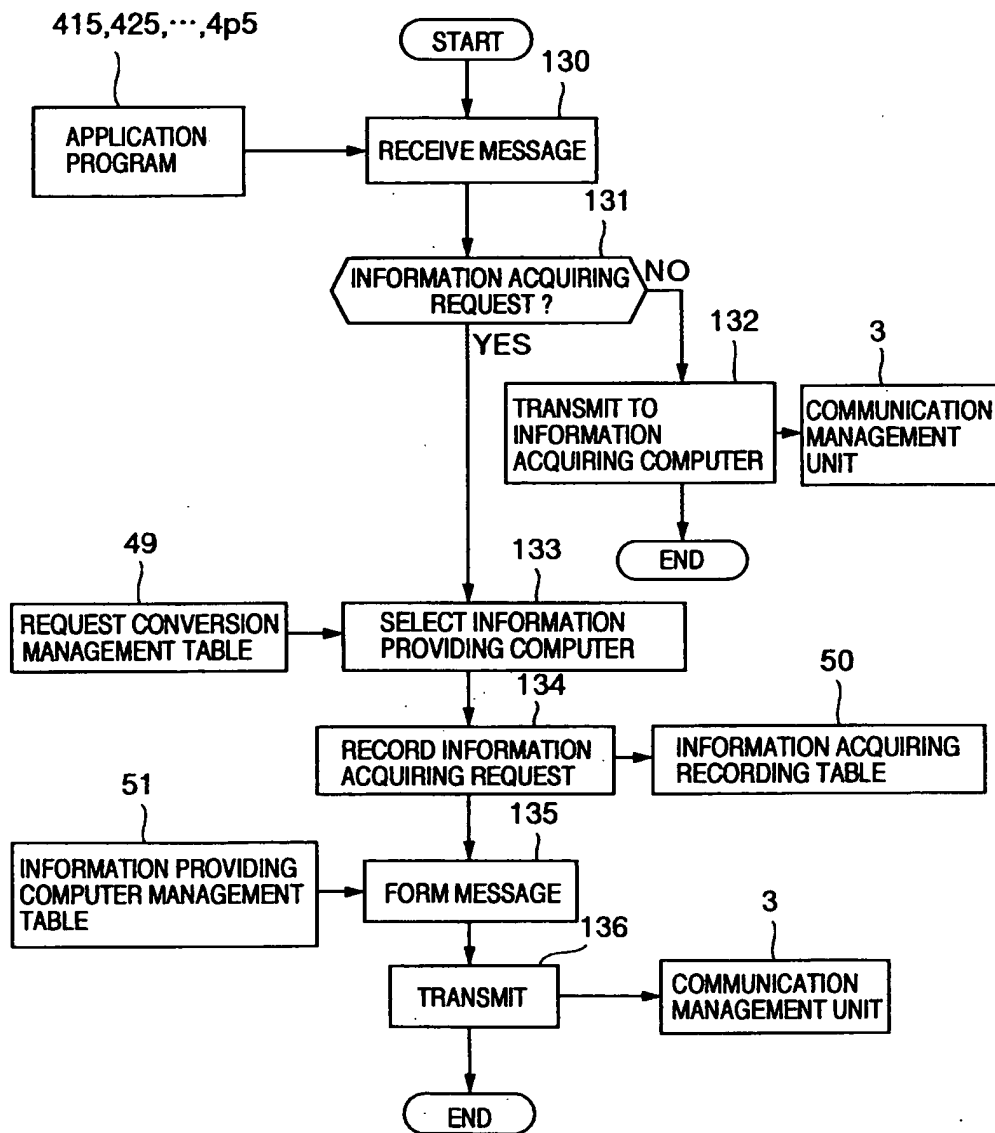 415,425,···,4p5
START
130
APPLICATION
PROGRAM
RECEIVE MESSAGE
131
INFORMATION ACQUIRING
REQUEST ?
NO
YES
132
3
TRANSMIT TO
INFORMATION
ACQUIRING COMPUTER
COMMUNICATION
MANAGEMENT
UNIT
END
49
133
REQUEST CONVERSION
MANAGEMENT TABLE
SELECT INFORMATION
PROVIDING COMPUTER
134
50
RECORD INFORMATION
ACQUIRING REQUEST
INFORMATION ACQUIRING
RECORDING TABLE
51
135
INFORMATION PROVIDING
COMPUTER MANAGEMENT
TABLE
FORM MESSAGE
136
3
TRANSMIT
COMMUNICATION
MANAGEMENT UNIT
END